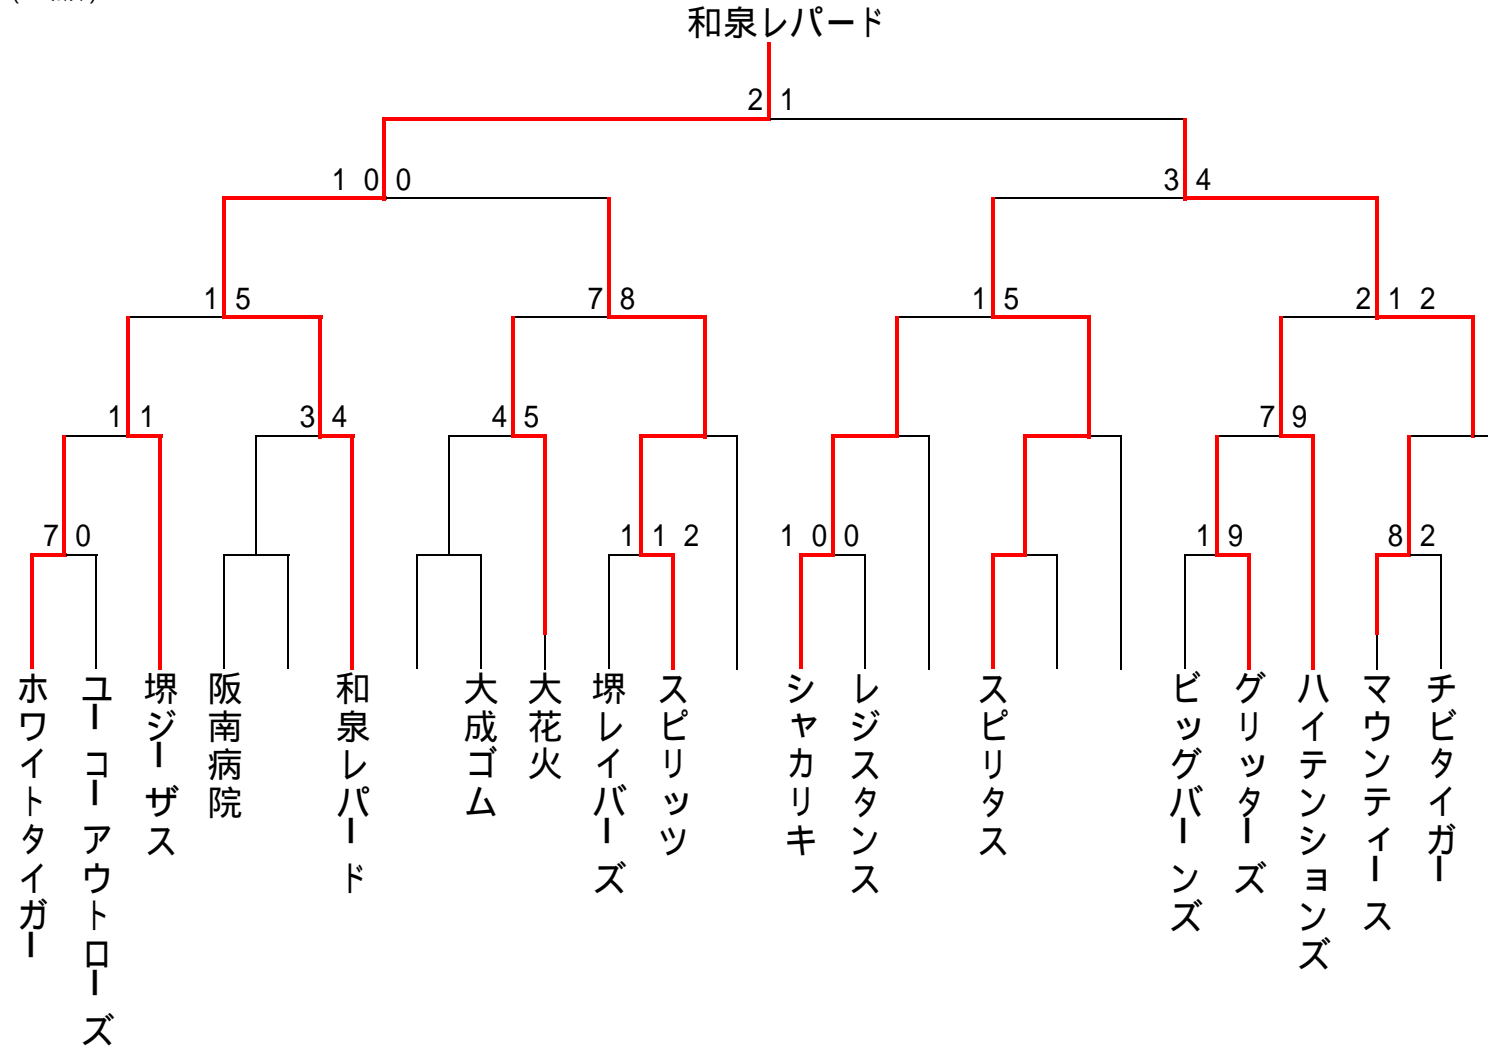 和泉レパード
2 1
1 0 0
3 4
1 5
7 8
1 5
2 1 2
1 1
3 4
4 5
7 9
7 0
1 1 2
1 0 0
1 9
8 2
ホワイトタイガー
ユーコーアウトローズ
堺ジーザス
阪南病院
和泉レパード
大成ゴム
大花火
堺レイバーズ
スピリッツ
シャカリキ
レジスタンス
スピリタス
ビッグバーンズ
グリッターズ
ハイテンションズ
マウンティース
チビタイガー